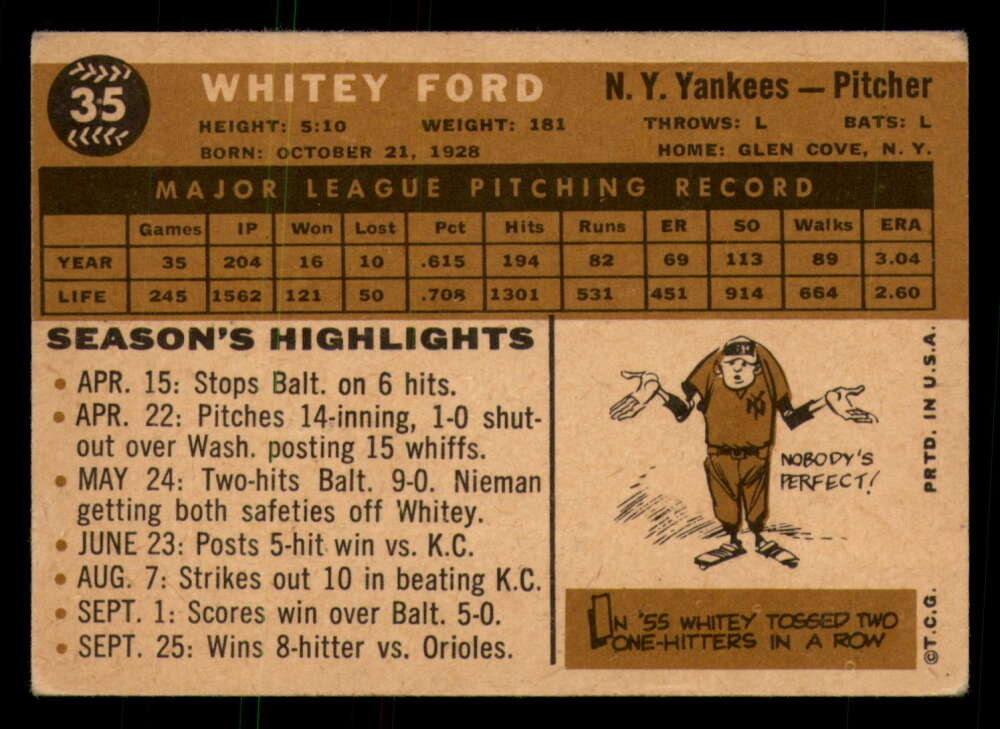 35
WHITEY FORD
N. Y. Yankees — Pitcher
HEIGHT: 5:10 WEIGHT: 181 THROWS: L BATS: L
BORN: OCTOBER 21, 1928 HOME: GLEN COVE, N. Y.
MAJOR LEAGUE PITCHING RECORD
Games IP Won Lost Pct Hits Runs ER SO Walks ERA
YEAR 35 204 16 10 .615 194 82 69 113 89 3.04
LIFE 245 1562 121 50 .708 1301 531 451 914 664 2.60
SEASON'S HIGHLIGHTS
• APR. 15: Stops Balt. on 6 hits.
• APR. 22: Pitches 14-inning, 1-0 shut-
out over Wash. posting 15 whiffs.
• MAY 24: Two-hits Balt. 9-0. Nieman
getting both safeties off Whitey.
• JUNE 23: Posts 5-hit win vs. K.C.
• AUG. 7: Strikes out 10 in beating K.C.
• SEPT. 1: Scores win over Balt. 5-0.
• SEPT. 25: Wins 8-hitter vs. Orioles.
NY
NOBODY'S
PERFECT!
IN '55 WHITEY TOSSED TWO
ONE-HITTERS IN A ROW
©T.C.G. PRTD. IN U.S.A.